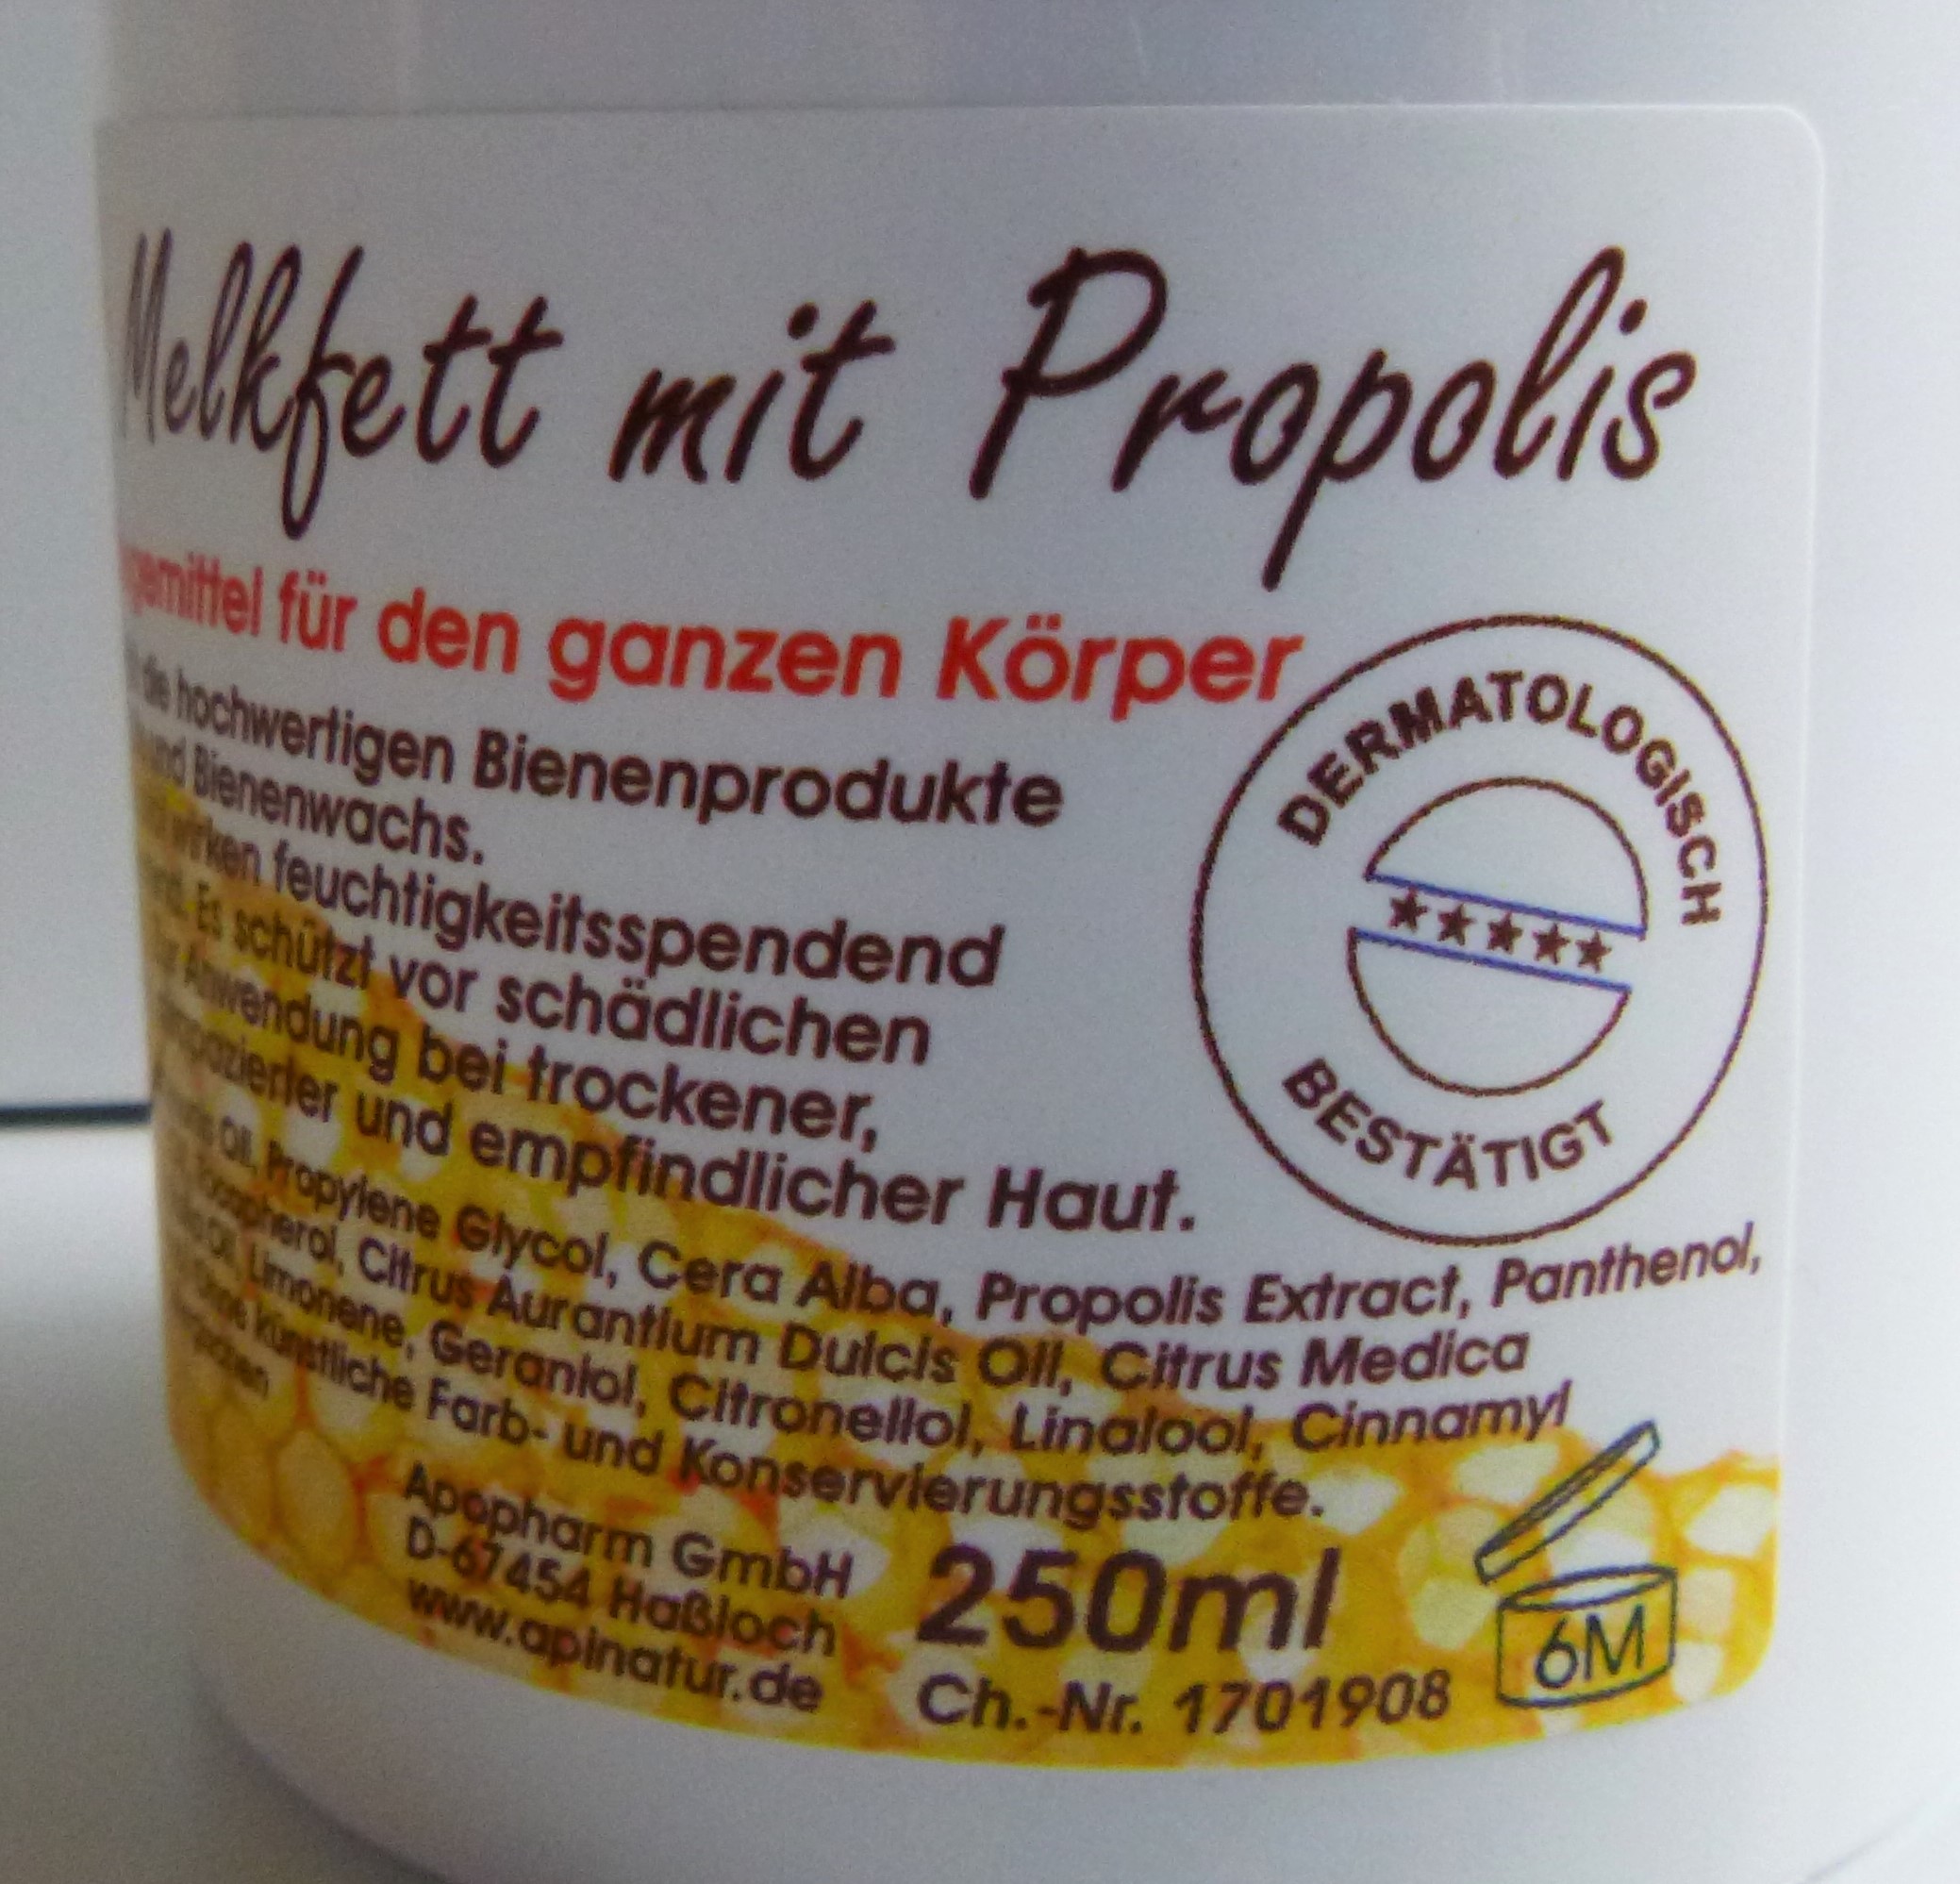 Melkfett mit Propolis
für den ganzen Körper
die hochwertigen Bienenprodukte
und Bienenwachs.
wirken feuchtigkeitsspendend
Es schützt vor schädlichen
Anwendung bei trockener,
und empfindlicher Haut.
DERMATOLOGISCH
★★★★★
BESTÄTIGT
Oil, Propylene Glycol, Cera Alba, Propolis Extract, Panthenol,
Citrus Aurantium Dulcis Oil, Citrus Medica
Limonene, Geraniol, Citronellol, Linalool, Cinnamyl
künstliche Farb- und Konservierungsstoffe.
Apopharm GmbH
D-67454 Haßloch
www.apinatur.de
250ml
Ch.-Nr. 1701908
6M